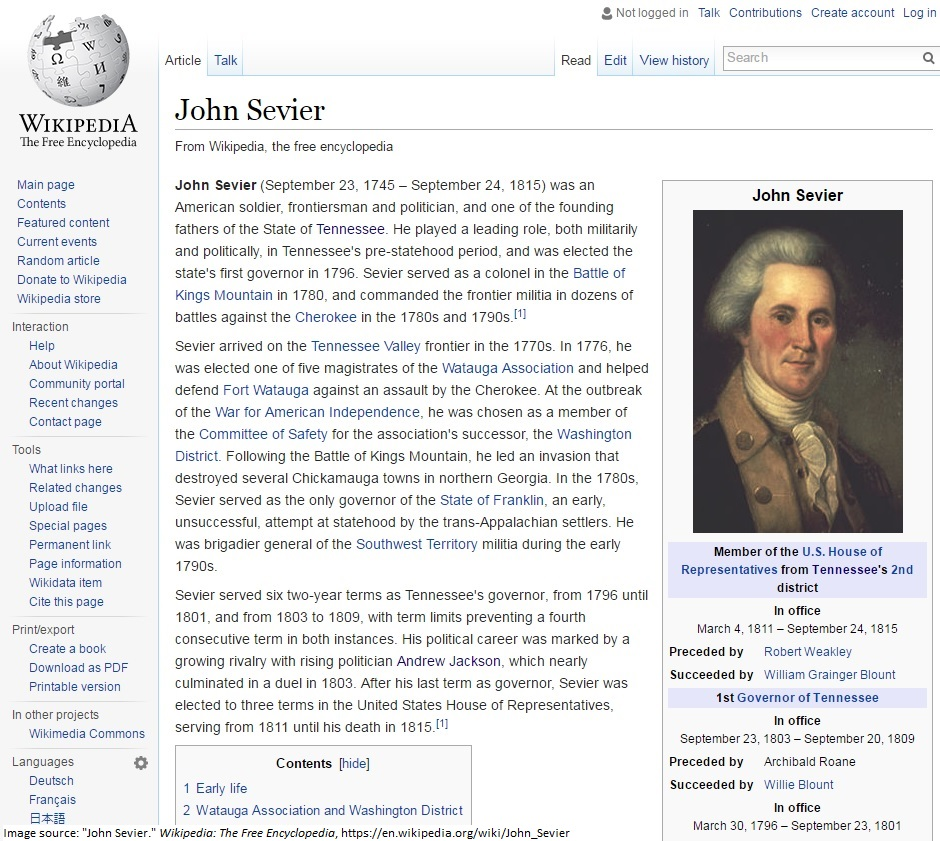 Not logged in Talk Contributions Create account Log in
Article Talk Read Edit View history Search
WIKIPEDIA
The Free Encyclopedia
Main page
Contents
Featured content
Current events
Random article
Donate to Wikipedia
Wikipedia store
Interaction
Help
About Wikipedia
Community portal
Recent changes
Contact page
Tools
What links here
Related changes
Upload file
Special pages
Permanent link
Page information
Wikidata item
Cite this page
Print/export
Create a book
Download as PDF
Printable version
In other projects
Wikimedia Commons
Languages
Deutsch
Français
日本語
John Sevier
From Wikipedia, the free encyclopedia
John Sevier (September 23, 1745 – September 24, 1815) was an
American soldier, frontiersman and politician, and one of the founding
fathers of the State of Tennessee. He played a leading role, both militarily
and politically, in Tennessee's pre-statehood period, and was elected the
state's first governor in 1796. Sevier served as a colonel in the Battle of
Kings Mountain in 1780, and commanded the frontier militia in dozens of
battles against the Cherokee in the 1780s and 1790s.[1]
Sevier arrived on the Tennessee Valley frontier in the 1770s. In 1776, he
was elected one of five magistrates of the Watauga Association and helped
defend Fort Watauga against an assault by the Cherokee. At the outbreak
of the War for American Independence, he was chosen as a member of
the Committee of Safety for the association's successor, the Washington
District. Following the Battle of Kings Mountain, he led an invasion that
destroyed several Chickamauga towns in northern Georgia. In the 1780s,
Sevier served as the only governor of the State of Franklin, an early,
unsuccessful, attempt at statehood by the trans-Appalachian settlers. He
was brigadier general of the Southwest Territory militia during the early
1790s.
Sevier served six two-year terms as Tennessee's governor, from 1796 until
1801, and from 1803 to 1809, with term limits preventing a fourth
consecutive term in both instances. His political career was marked by a
growing rivalry with rising politician Andrew Jackson, which nearly
culminated in a duel in 1803. After his last term as governor, Sevier was
elected to three terms in the United States House of Representatives,
serving from 1811 until his death in 1815.[1]
Contents [hide]
1 Early life
2 Watauga Association and Washington District
John Sevier
Member of the U.S. House of
Representatives from Tennessee's 2nd
district
In office
March 4, 1811 – September 24, 1815
Preceded by Robert Weakley
Succeeded by William Grainger Blount
1st Governor of Tennessee
In office
September 23, 1803 – September 20, 1809
Preceded by Archibald Roane
Succeeded by Willie Blount
In office
March 30, 1796 – September 23, 1801
Image source: "John Sevier." Wikipedia: The Free Encyclopedia, https://en.wikipedia.org/wiki/John_Sevier